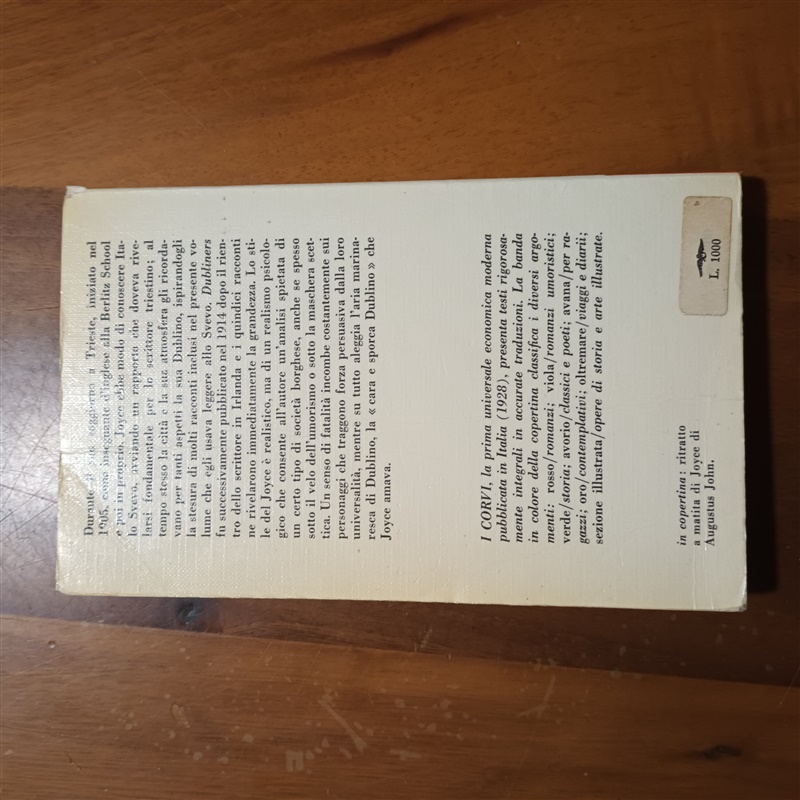 Durante il suo soggiorno a Trieste, iniziato nel
1905, come insegnante d'inglese alla Berlitz School
e poi in proprio, Joyce ebbe modo di conoscere Ita-
lo Svevo, avviando un rapporto che doveva rive-
larsi fondamentale per lo scrittore triestino; al
tempo stesso la città e la sua atmosfera gli ricorda-
vano per tanti aspetti la sua Dublino, ispirandogli
la stesura di molti racconti inclusi nel presente vo-
lume che egli usava leggere allo Svevo. Dubliners
fu successivamente pubblicato nel 1914 dopo il rien-
tro dello scrittore in Irlanda e i quindici racconti
ne rivelarono immediatamente la grandezza. Lo sti-
le del Joyce è realistico, ma di un realismo psicolo-
gico che consente all'autore un'analisi spietata di
un certo tipo di società borghese, anche se spesso
sotto il velo dell'umorismo o sotto la maschera scet-
tica. Un senso di fatalità incombe costantemente sui
personaggi che traggono forza persuasiva dalla loro
universalità, mentre su tutto aleggia l'aria marina-
resca di Dublino, la « cara e sporca Dublino » che
Joyce amava.
I CORVI, la prima universale economica moderna
pubblicata in Italia (1928), presenta testi rigorosa-
mente integrali in accurate traduzioni. La banda
in colore della copertina classifica i diversi argo-
menti: rosso/romanzi; viola/romanzi umoristici;
verde/storia; avorio/classici e poeti; avana/per ra-
gazzi; oro/contemplativi; oltremare/viaggi e diarii;
sezione illustrata/opere di storia e arte illustrate.
in copertina: ritratto
a matita di Joyce di
Augustus John.
L. 1000